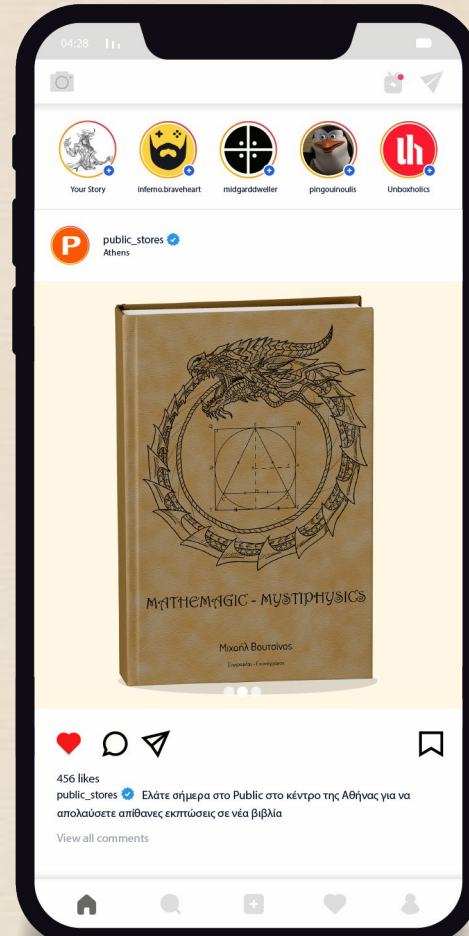 04:28
Your Story
inferno.braveheart
midgarddweller
pingouinoulis
Unboxholics
uh
P
public_stores
Athens
MATHEMAGIC - MYSTIPHYSICS
Μιχαήλ Βουτσίνος
456 likes
public_stores Ελάτε σήμερα στο Public στο κέντρο της Αθήνας για να
απολαύσετε απίθανες εκπτώσεις σε νέα βιβλία
View all comments